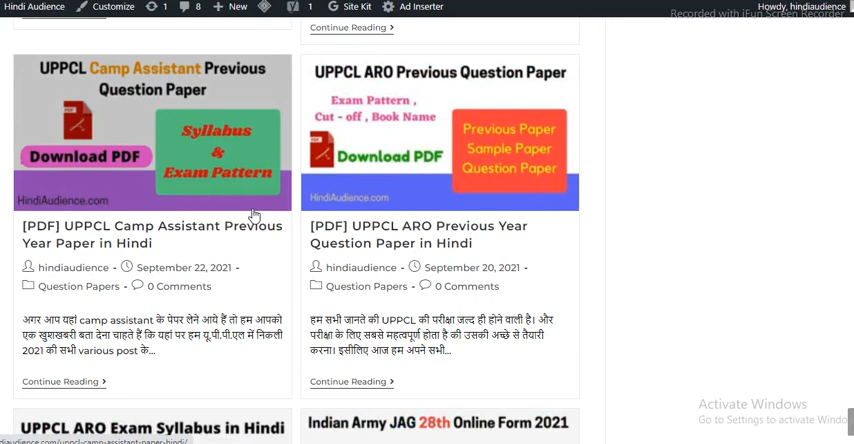 Hindi Audience Customize 1 8 New 1 Site Kit Ad Inserter Howdy, hindiaudience
Recorded with iFun Screen Recorder
Continue Reading
UPPCL Camp Assistant Previous
Question Paper
Syllabus
&
Exam Pattern
Download PDF
HindiAudience.com
[PDF] UPPCL Camp Assistant Previous
Year Paper in Hindi
hindiaudience - September 22, 2021 -
Question Papers - 0 Comments
अगर आप यहां camp assistant के पेपर लेने आये हैं तो हम आपको
एक खुशखबरी बता देना चाहते हैं कि यहां पर हम यू.पी.पी.एल में निकली
2021 की सभी various post के...
Continue Reading
UPPCL ARO Previous Question Paper
Exam Pattern ,
Cut - off , Book Name
Previous Paper
Sample Paper
Question Paper
PDF
Download PDF
HindiAudience.com
[PDF] UPPCL ARO Previous Year
Question Paper in Hindi
hindiaudience - September 20, 2021 -
Question Papers - 0 Comments
हम सभी जानते की UPPCL की परीक्षा जल्द ही होने वाली है। और
परीक्षा के लिए सबसे महत्वपूर्ण होता है की उसकी अच्छे से तैयारी
करना। इसीलिए आज हम अपने सभी...
Continue Reading
UPPCL ARO Exam Syllabus in Hindi
Indian Army JAG 28th Online Form 2021
Activate Windows
Go to Settings to activate Windo
diaudience.com/uppcl-camp-assistant-paper-hindi/